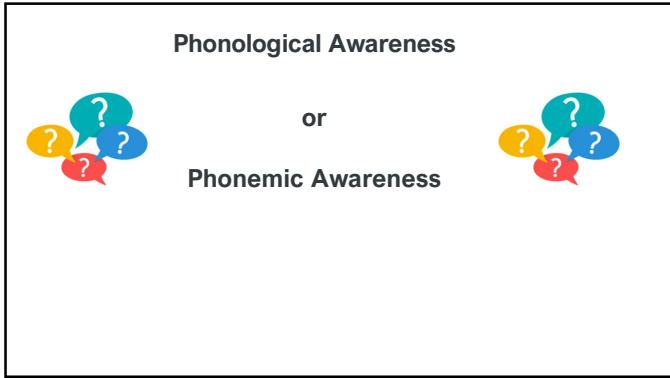 Phonological Awareness
? ? ? ?
or
? ? ? ?
Phonemic Awareness